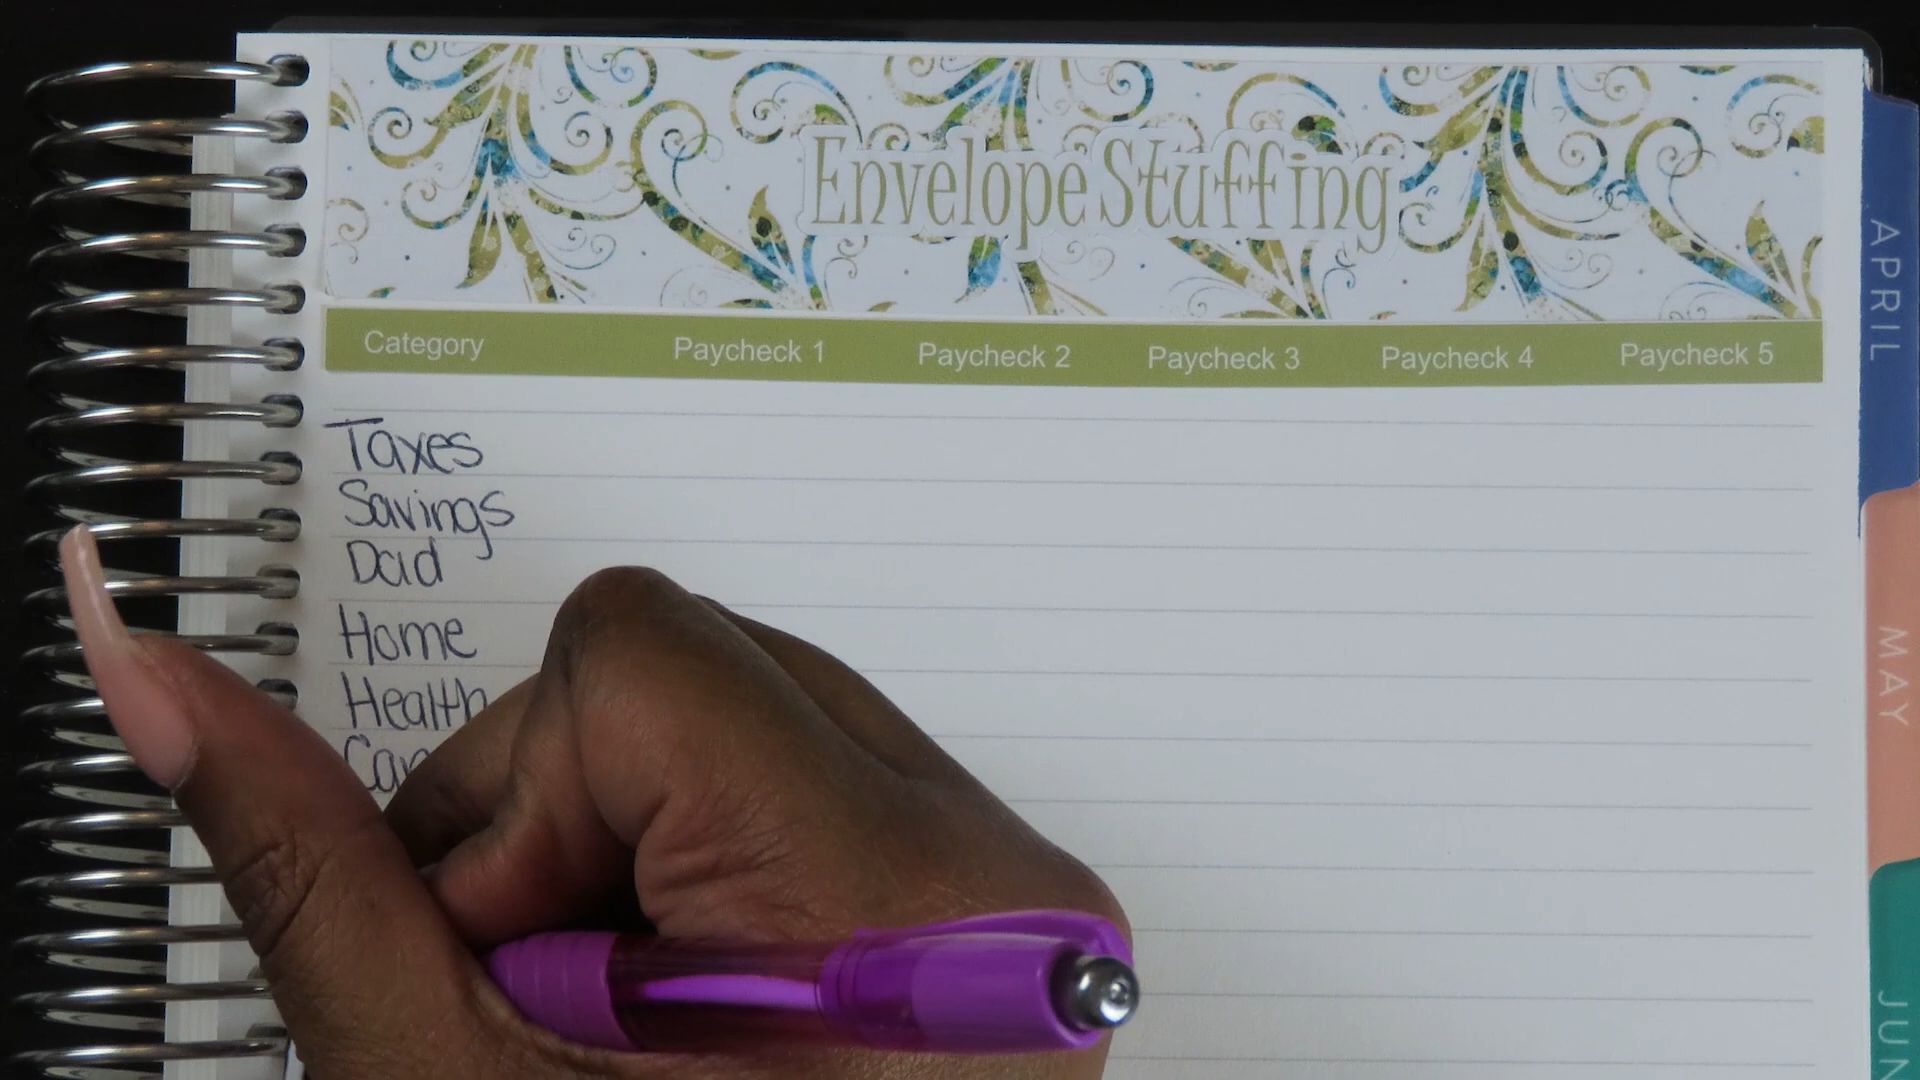 Envelope Stuffing
Category Paycheck 1 Paycheck 2 Paycheck 3 Paycheck 4 Paycheck 5
Taxes
Savings
Dad
Home
Health
APRIL
MAY
JUN